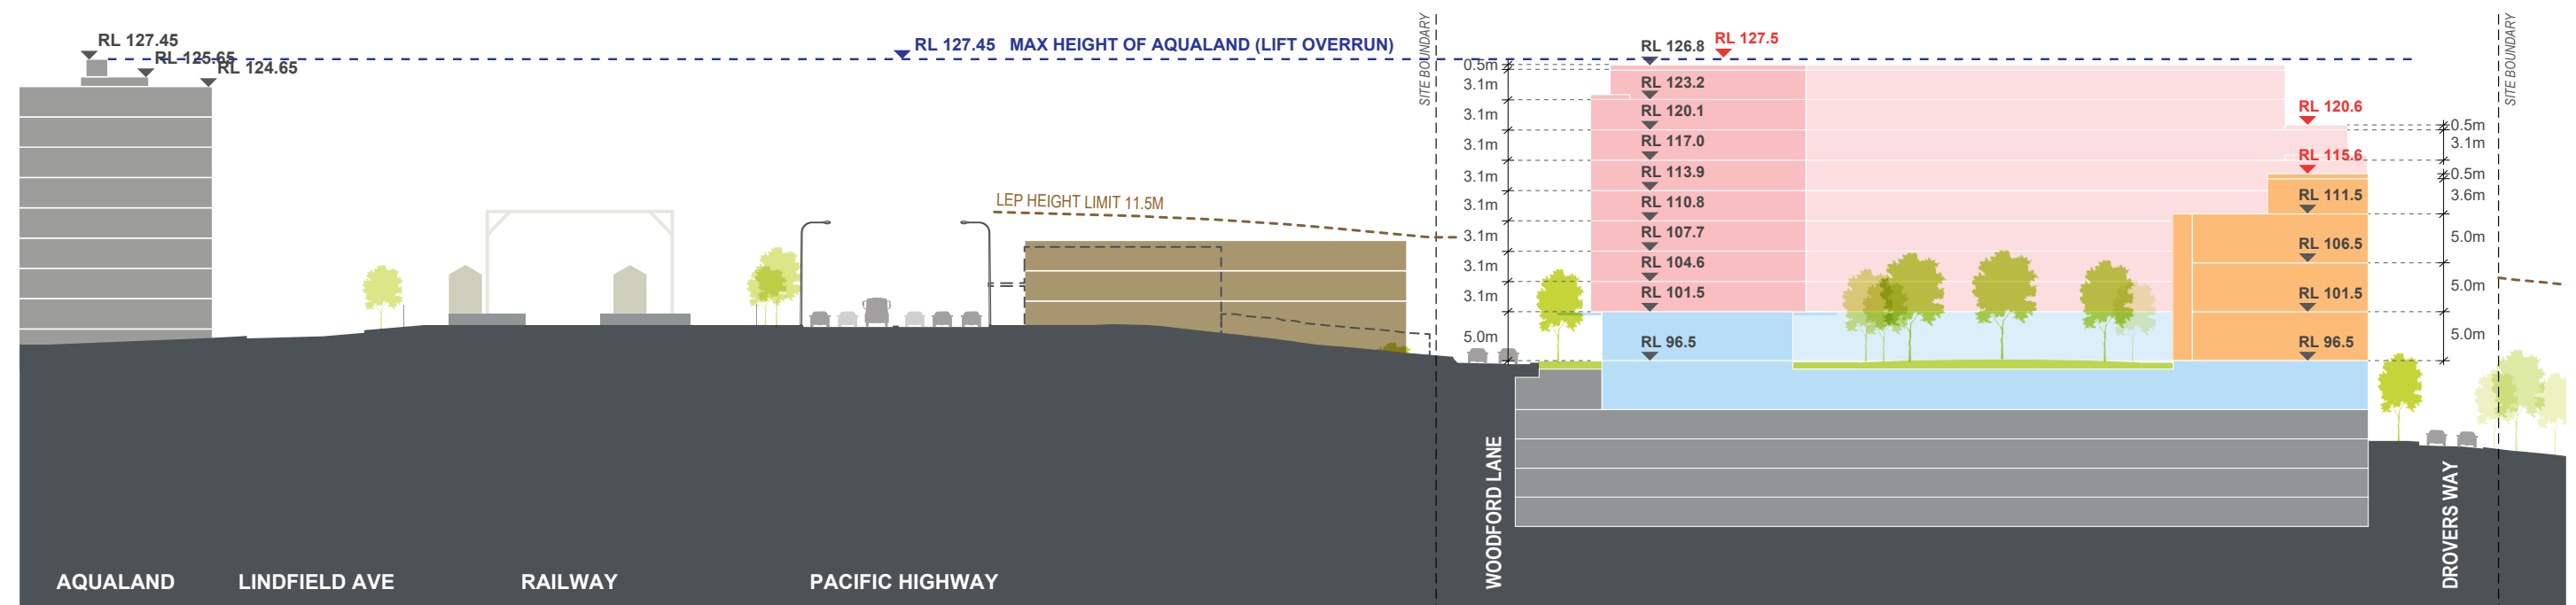 RL 127.45
RL 125.65
RL 124.65
RL 127.45 MAX HEIGHT OF AQUALAND (LIFT OVERRUN)
LEP HEIGHT LIMIT 11.5M
SITE BOUNDARY
0.5m
3.1m
3.1m
3.1m
3.1m
3.1m
3.1m
3.1m
3.1m
5.0m
RL 126.8
RL 127.5
RL 123.2
RL 120.1
RL 117.0
RL 113.9
RL 110.8
RL 107.7
RL 104.6
RL 101.5
RL 96.5
RL 120.6
RL 115.6
RL 111.5
RL 106.5
RL 101.5
RL 96.5
0.5m
3.1m
0.5m
3.6m
5.0m
5.0m
5.0m
SITE BOUNDARY
AQUALAND
LINDFIELD AVE
RAILWAY
PACIFIC HIGHWAY
WOODFORD LANE
DROVERS WAY